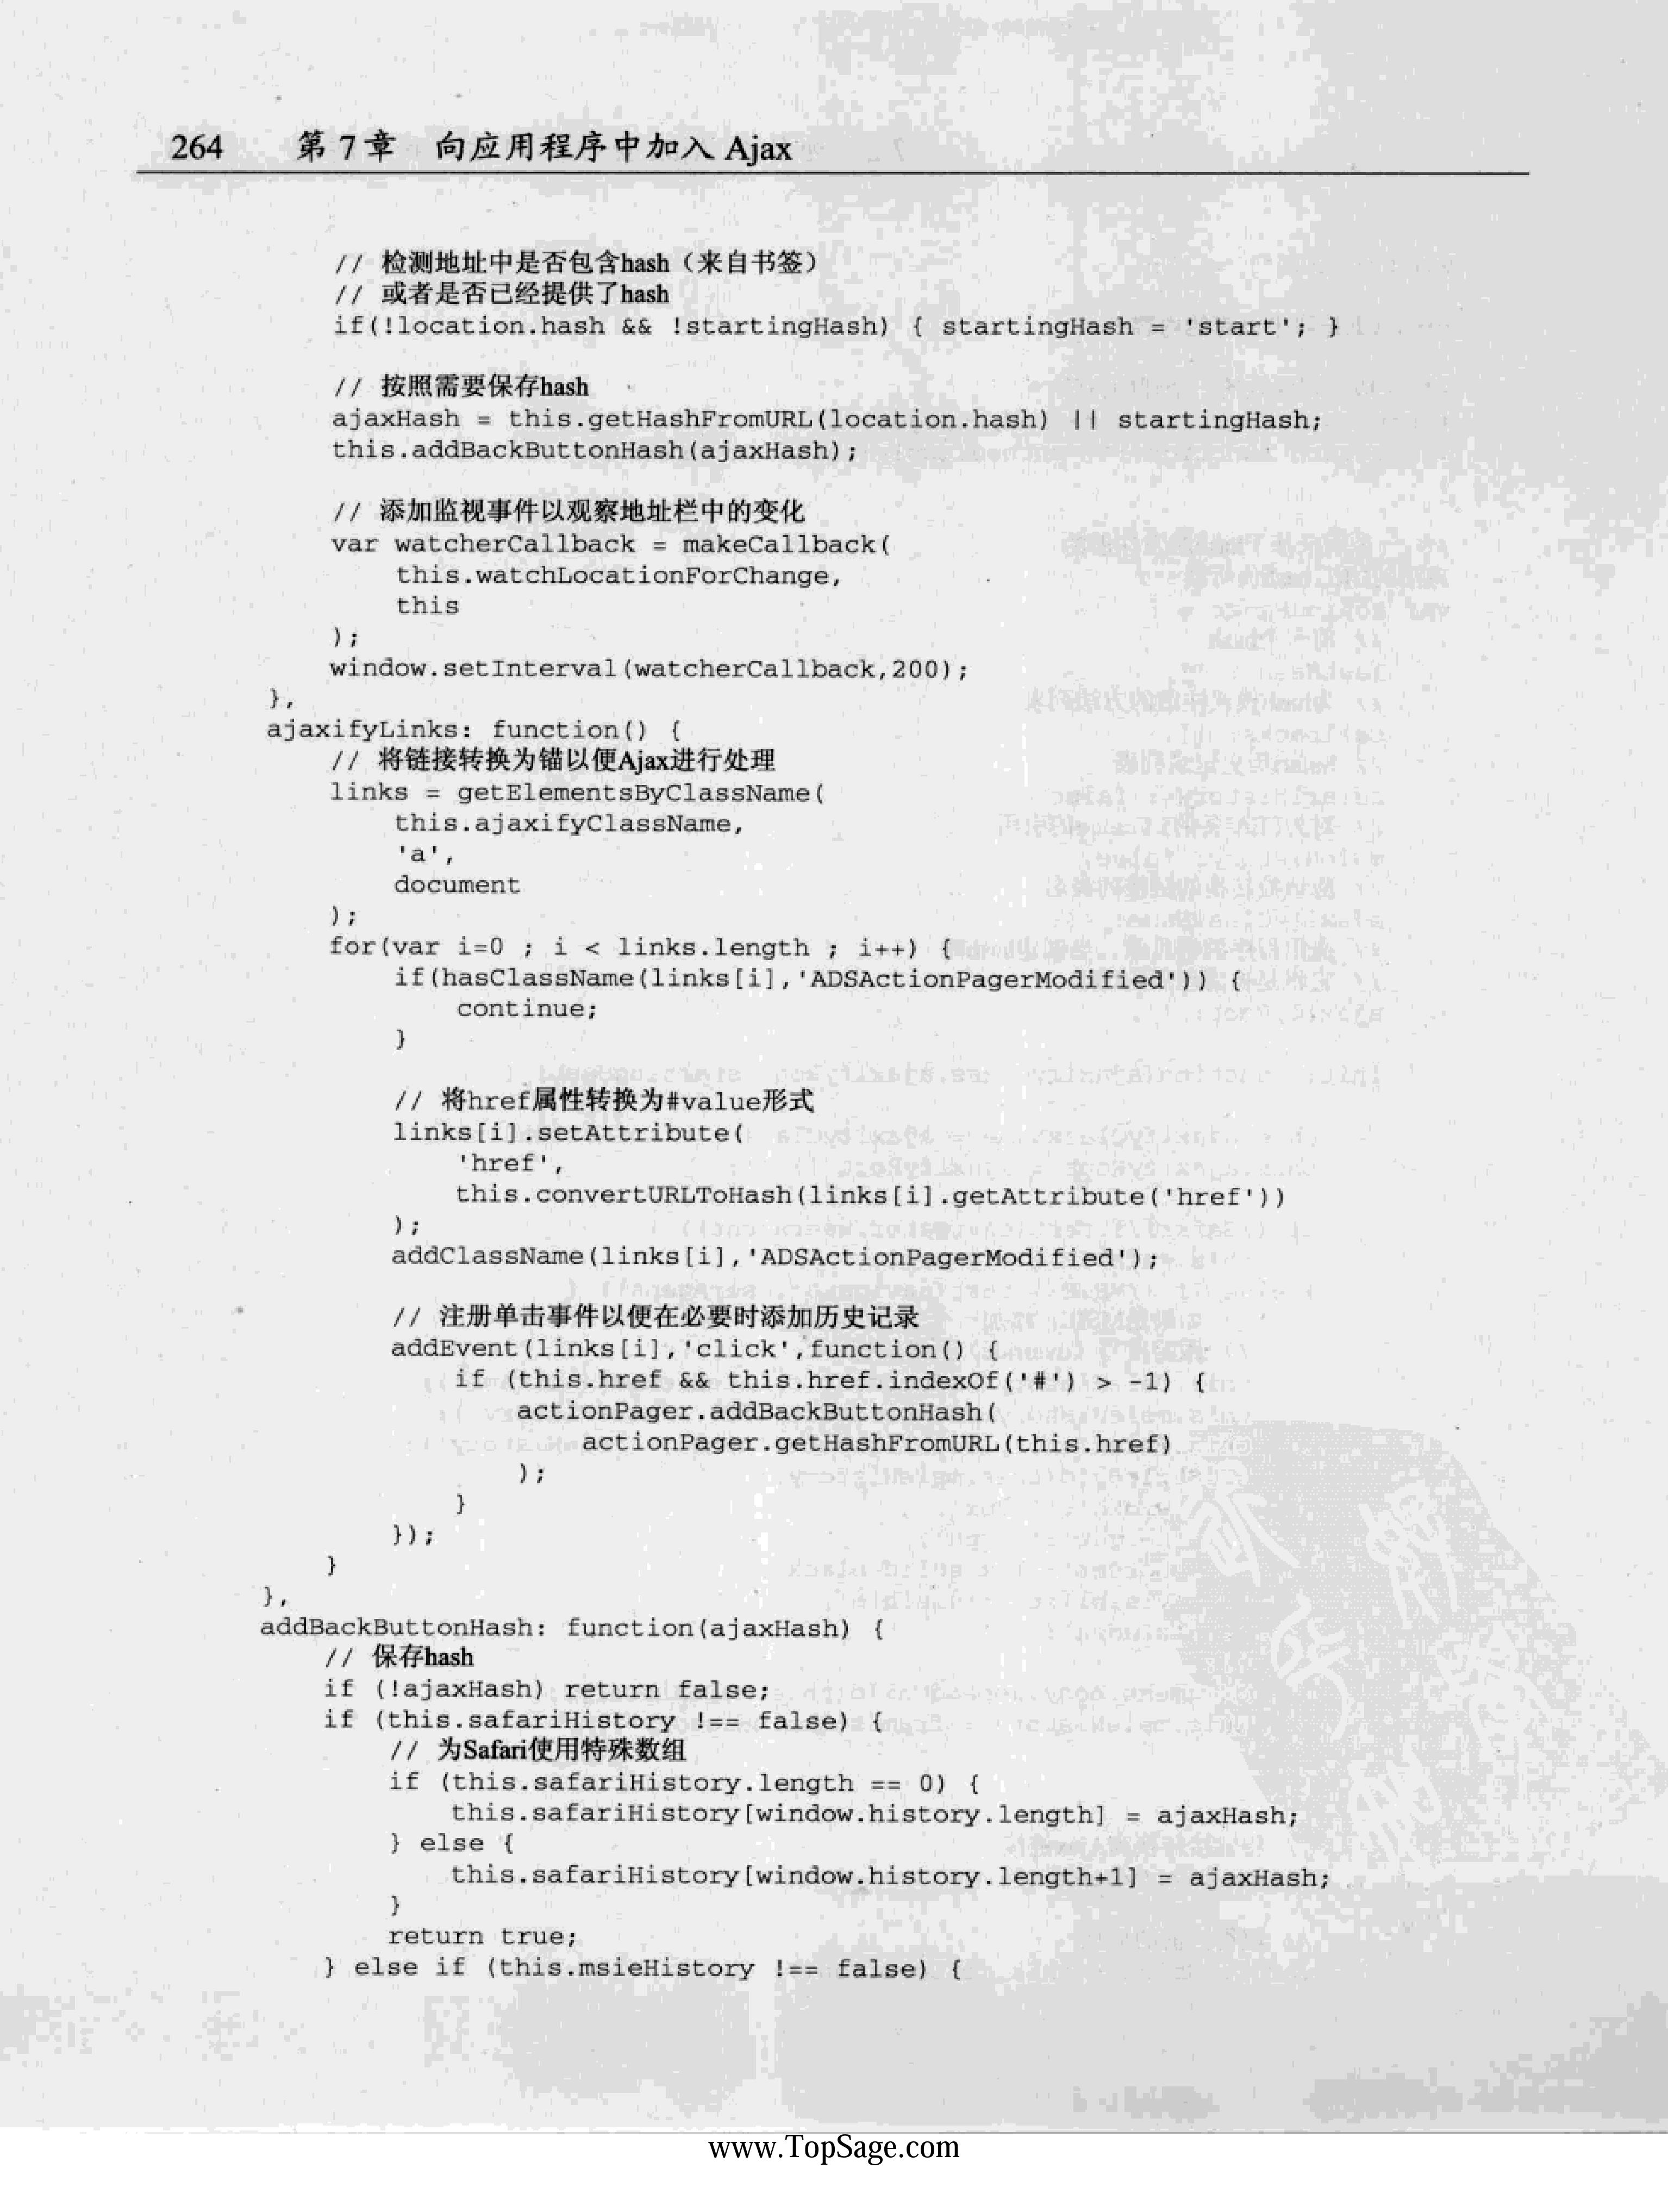 264 第 7 章 向应用程序中加入 Ajax
// 检测地址中是否包含hash（来自书签）
// 或者是否已经提供了hash
if(!location.hash && !startingHash) { startingHash = 'start'; }
// 按照需要保存hash
ajaxHash = this.getHashFromURL(location.hash) || startingHash;
this.addBackButtonHash(ajaxHash);
// 添加监视事件以观察地址栏中的变化
var watcherCallback = makeCallback(
this.watchLocationForChange,
this
);
window.setInterval(watcherCallback,200);
},
ajaxifyLinks: function() {
// 将链接转换为锚以便Ajax进行处理
links = getElementsByClassName(
this.ajaxifyClassName,
'a',
document
);
for(var i=0 ; i < links.length ; i++) {
if(hasClassName(links[i],'ADSActionPagerModified')) {
continue;
}
// 将href属性转换为#value形式
links[i].setAttribute(
'href',
this.convertURLToHash(links[i].getAttribute('href'))
);
addClassName(links[i],'ADSActionPagerModified');
// 注册单击事件以便在必要时添加历史记录
addEvent(links[i],'click',function() {
if (this.href && this.href.indexOf('#') > -1) {
actionPager.addBackButtonHash(
actionPager.getHashFromURL(this.href)
);
}
});
}
},
addBackButtonHash: function(ajaxHash) {
// 保存hash
if (!ajaxHash) return false;
if (this.safariHistory !== false) {
// 为Safari使用特殊数组
if (this.safariHistory.length == 0) {
this.safariHistory[window.history.length] = ajaxHash;
} else {
this.safariHistory[window.history.length+1] = ajaxHash;
}
return true;
} else if (this.msieHistory !== false) {
www.TopSage.com